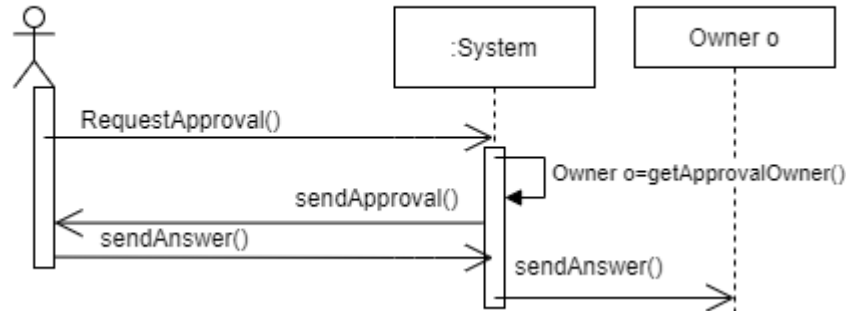 :System
Owner o
RequestApproval()
Owner o=getApprovalOwner()
sendApproval()
sendAnswer()
sendAnswer()